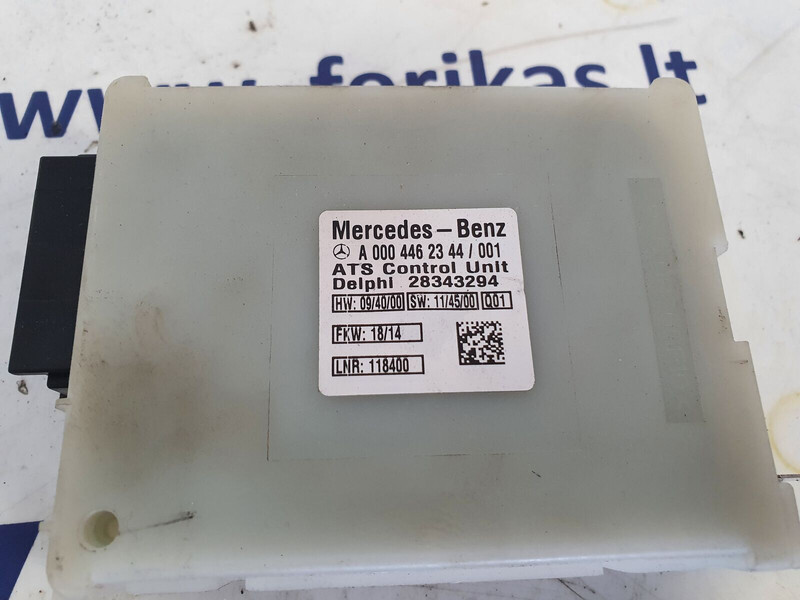 www.forikas.lt
Mercedes-Benz
A 000 446 23 44 / 001
ATS Control Unit
Delphi 28343294
HW: 09/40/00 SW: 11/45/00 Q01
FKW: 18/14
LNR: 118400